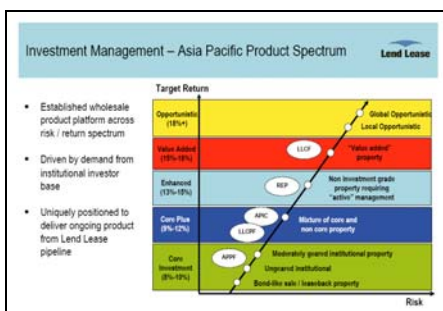 Investment Management – Asia Pacific Product Spectrum
Lend Lease
Target Return
• Established wholesale
product platform across
risk / return spectrum
• Driven by demand from
institutional investor
base
• Uniquely positioned to
deliver ongoing product
from Lend Lease
pipeline
Opportunistic
(18%+)
Global Opportunistic
Local Opportunistic
Value Added
(15%-18%)
LLCF
"Value added"
property
Enhanced
(13%-15%)
REP
Non investment grade
property requiring
"active" management
Core Plus
(9%-12%)
APIC
LLCPF
Mixture of core and
non core property
Core
Investment
(8%-10%)
APPF
Moderately geared institutional property
Ungeared institutional
Bond-like sale / leaseback property
Risk